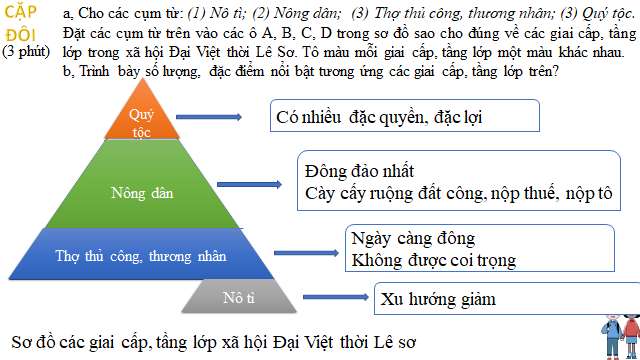 CẶP
ĐÔI
(3 phút)
a, Cho các cụm từ: (1) Nô tì; (2) Nông dân; (3) Thợ thủ công, thương nhân; (3) Quý tộc.
Đặt các cụm từ trên vào các ô A, B, C, D trong sơ đồ sao cho đúng về các giai cấp, tầng
lớp trong xã hội Đại Việt thời Lê Sơ. Tô màu mỗi giai cấp, tầng lớp một màu khác nhau.
b, Trình bày số lượng, đặc điểm nổi bật tương ứng các giai cấp, tầng lớp trên?
Quý
tộc
Có nhiều đặc quyền, đặc lợi
Nông dân
Đông đảo nhất
Cày cấy ruộng đất công, nộp thuế, nộp tô
Thợ thủ công, thương nhân
Ngày càng đông
Không được coi trọng
Nô tì
Xu hướng giảm
Sơ đồ các giai cấp, tầng lớp xã hội Đại Việt thời Lê sơ